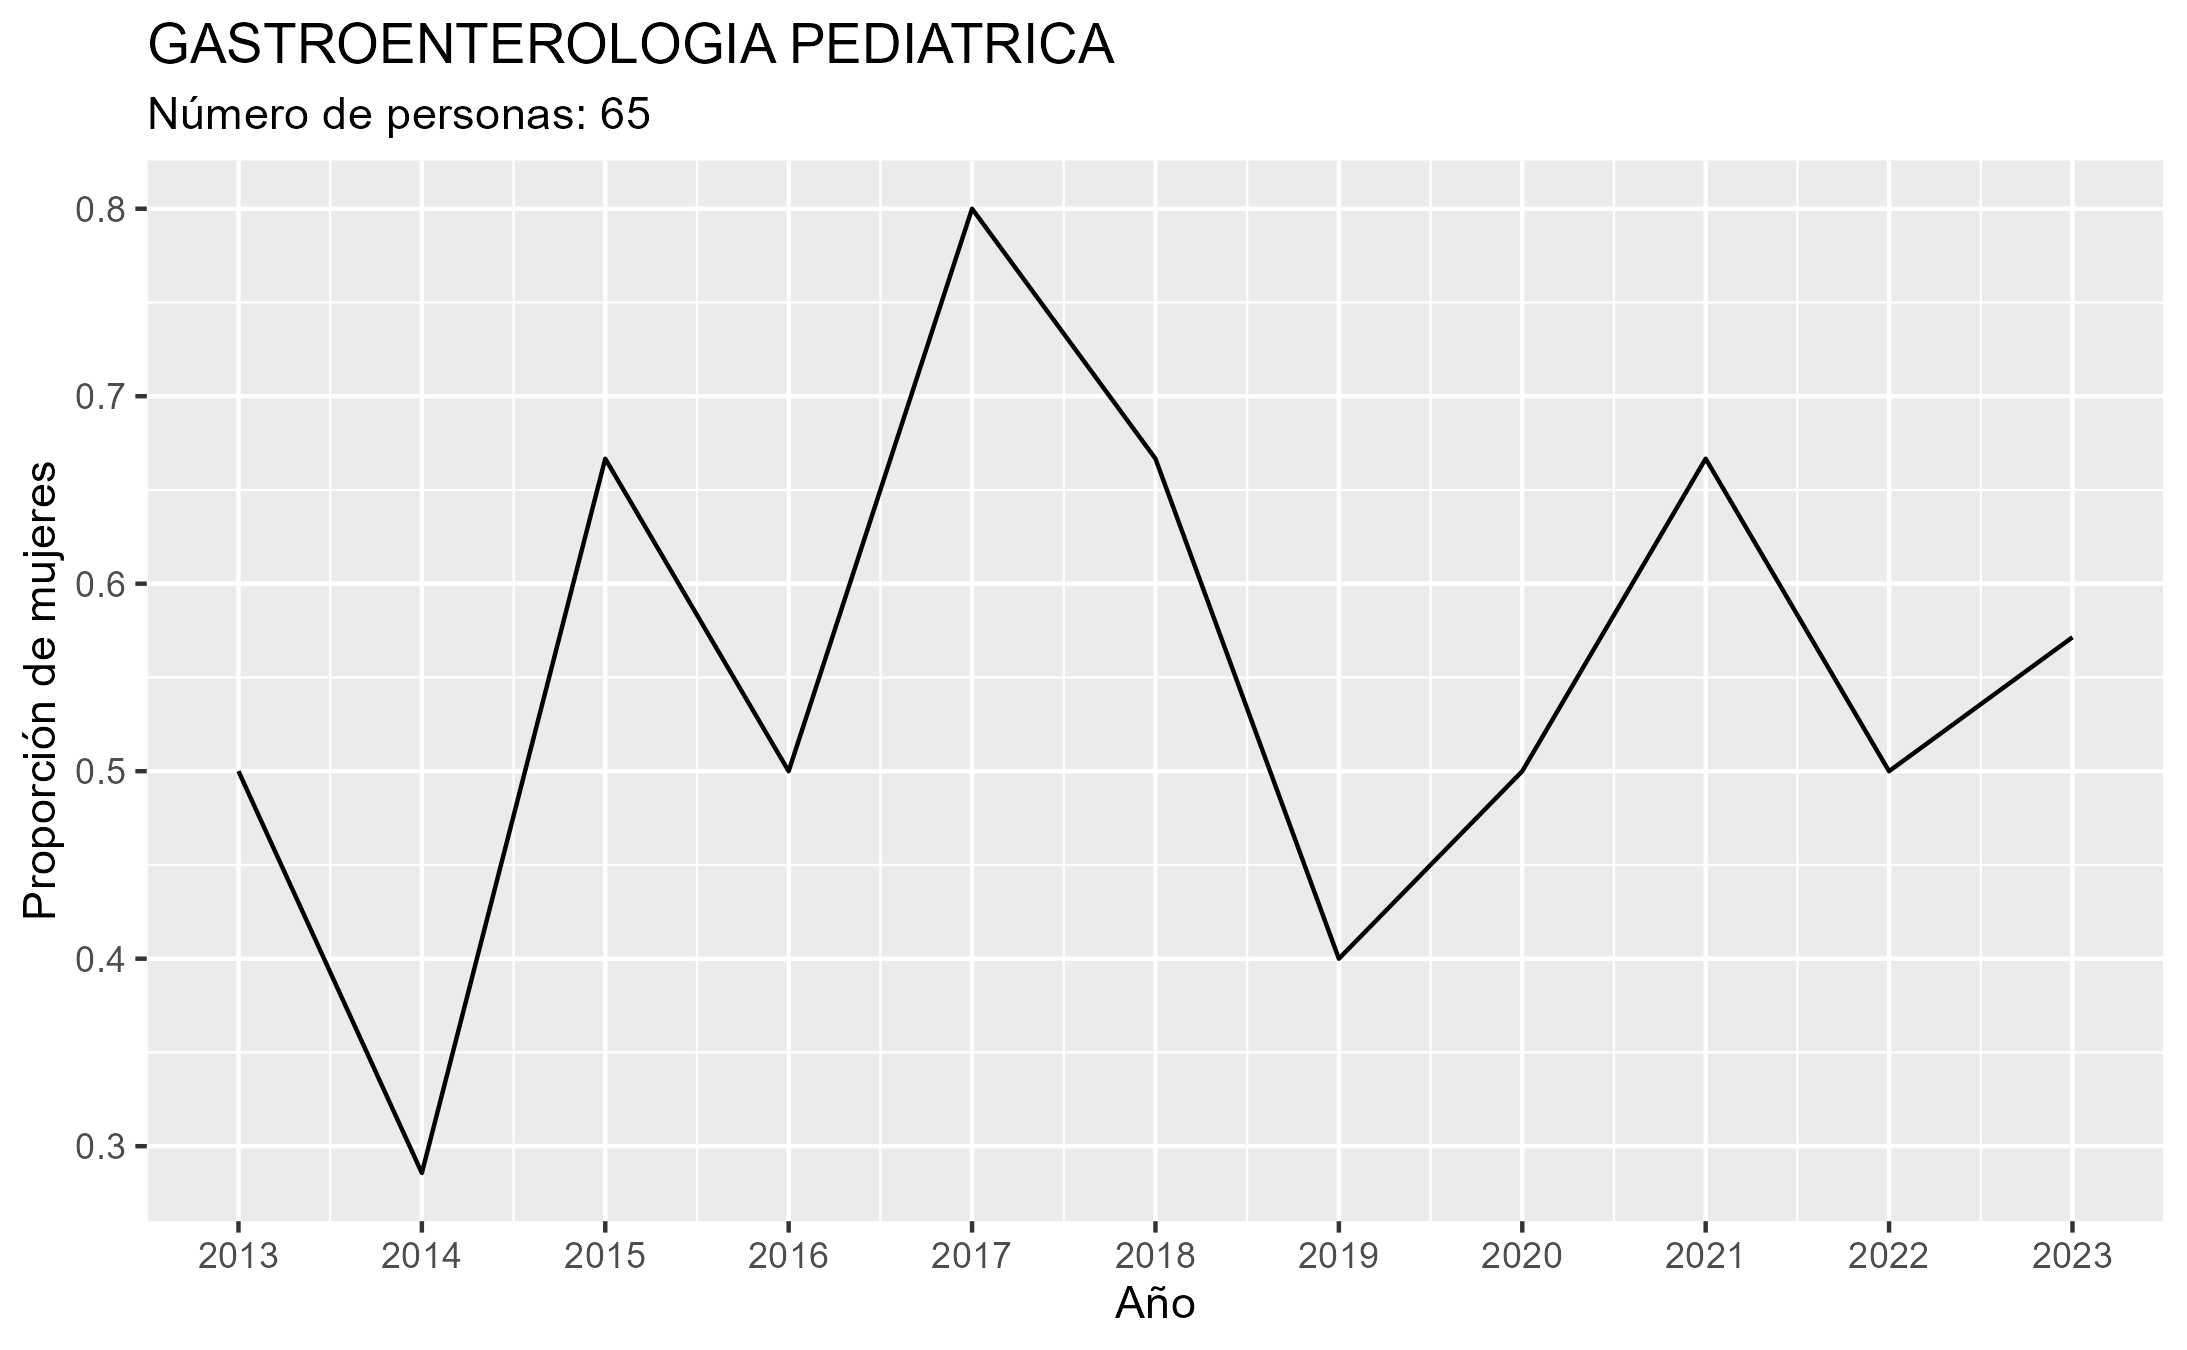 GASTROENTEROLOGIA PEDIATRICA
Número de personas: 65
Proporción de mujeres
0.8
0.7
0.6
0.5
0.4
0.3
2013 2014 2015 2016 2017 2018 2019 2020 2021 2022 2023
Año